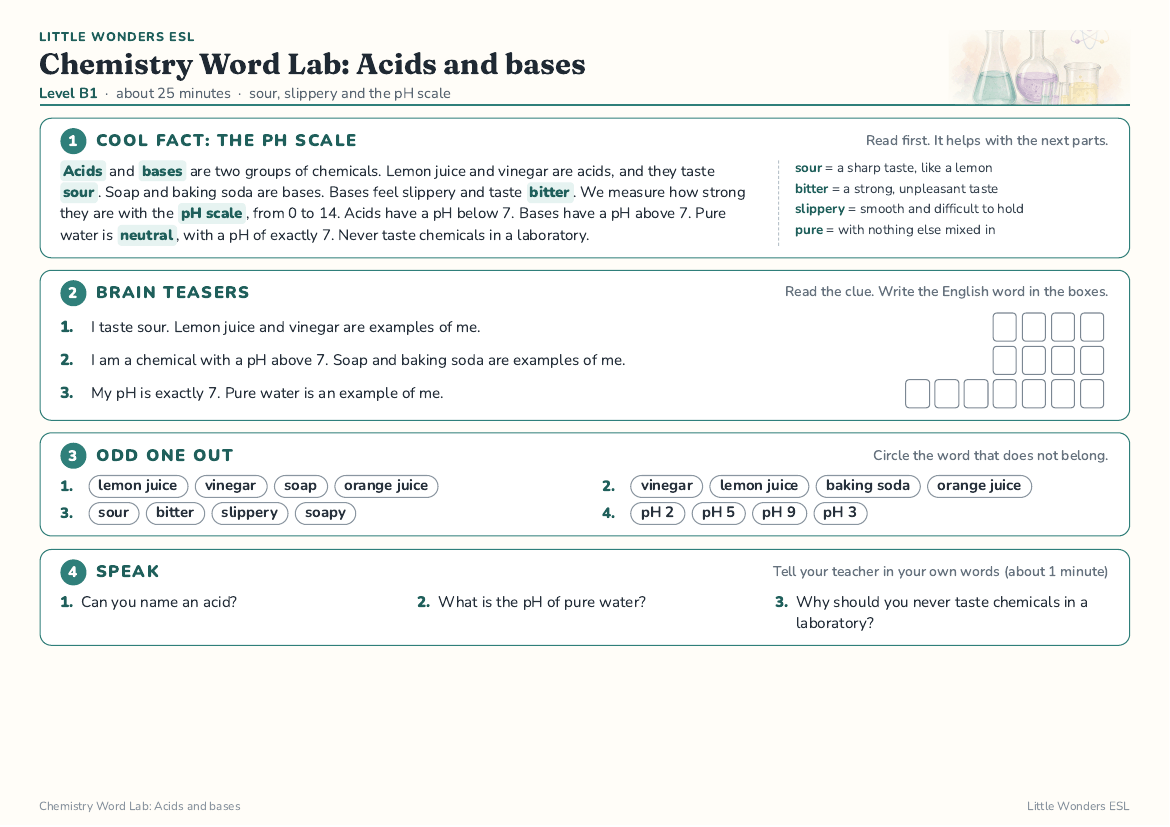 LITTLE WONDERS ESL
Chemistry Word Lab: Acids and bases
Level B1 · about 25 minutes · sour, slippery and the pH scale
1 COOL FACT: THE PH SCALE
Read first. It helps with the next parts.
Acids and bases are two groups of chemicals. Lemon juice and vinegar are acids, and they taste
sour. Soap and baking soda are bases. Bases feel slippery and taste bitter. We measure how strong
they are with the pH scale, from 0 to 14. Acids have a pH below 7. Bases have a pH above 7. Pure
water is neutral, with a pH of exactly 7. Never taste chemicals in a laboratory.
sour = a sharp taste, like a lemon
bitter = a strong, unpleasant taste
slippery = smooth and difficult to hold
pure = with nothing else mixed in
2 BRAIN TEASERS
Read the clue. Write the English word in the boxes.
1. I taste sour. Lemon juice and vinegar are examples of me.
2. I am a chemical with a pH above 7. Soap and baking soda are examples of me.
3. My pH is exactly 7. Pure water is an example of me.
3 ODD ONE OUT
Circle the word that does not belong.
1. lemon juice vinegar soap orange juice
2. vinegar lemon juice baking soda orange juice
3. sour bitter slippery soapy
4. pH 2 pH 5 pH 9 pH 3
4 SPEAK
Tell your teacher in your own words (about 1 minute)
1. Can you name an acid?
2. What is the pH of pure water?
3. Why should you never taste chemicals in a
laboratory?
Chemistry Word Lab: Acids and bases
Little Wonders ESL